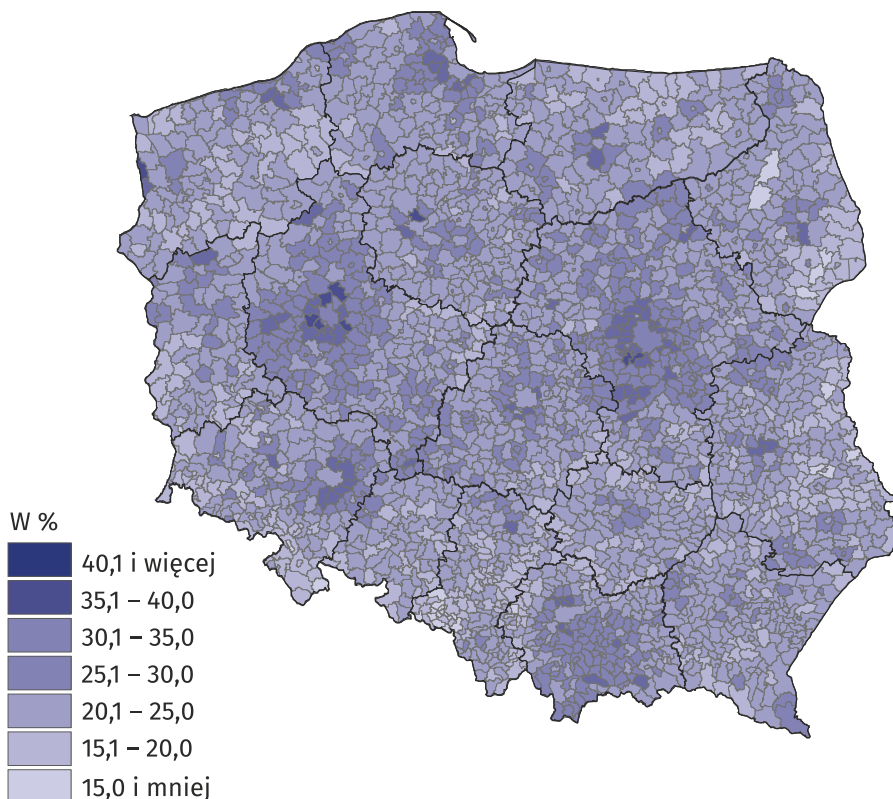 W %
40,1 i więcej
35,1 – 40,0
30,1 – 35,0
25,1 – 30,0
20,1 – 25,0
15,1 – 20,0
15,0 i mniej